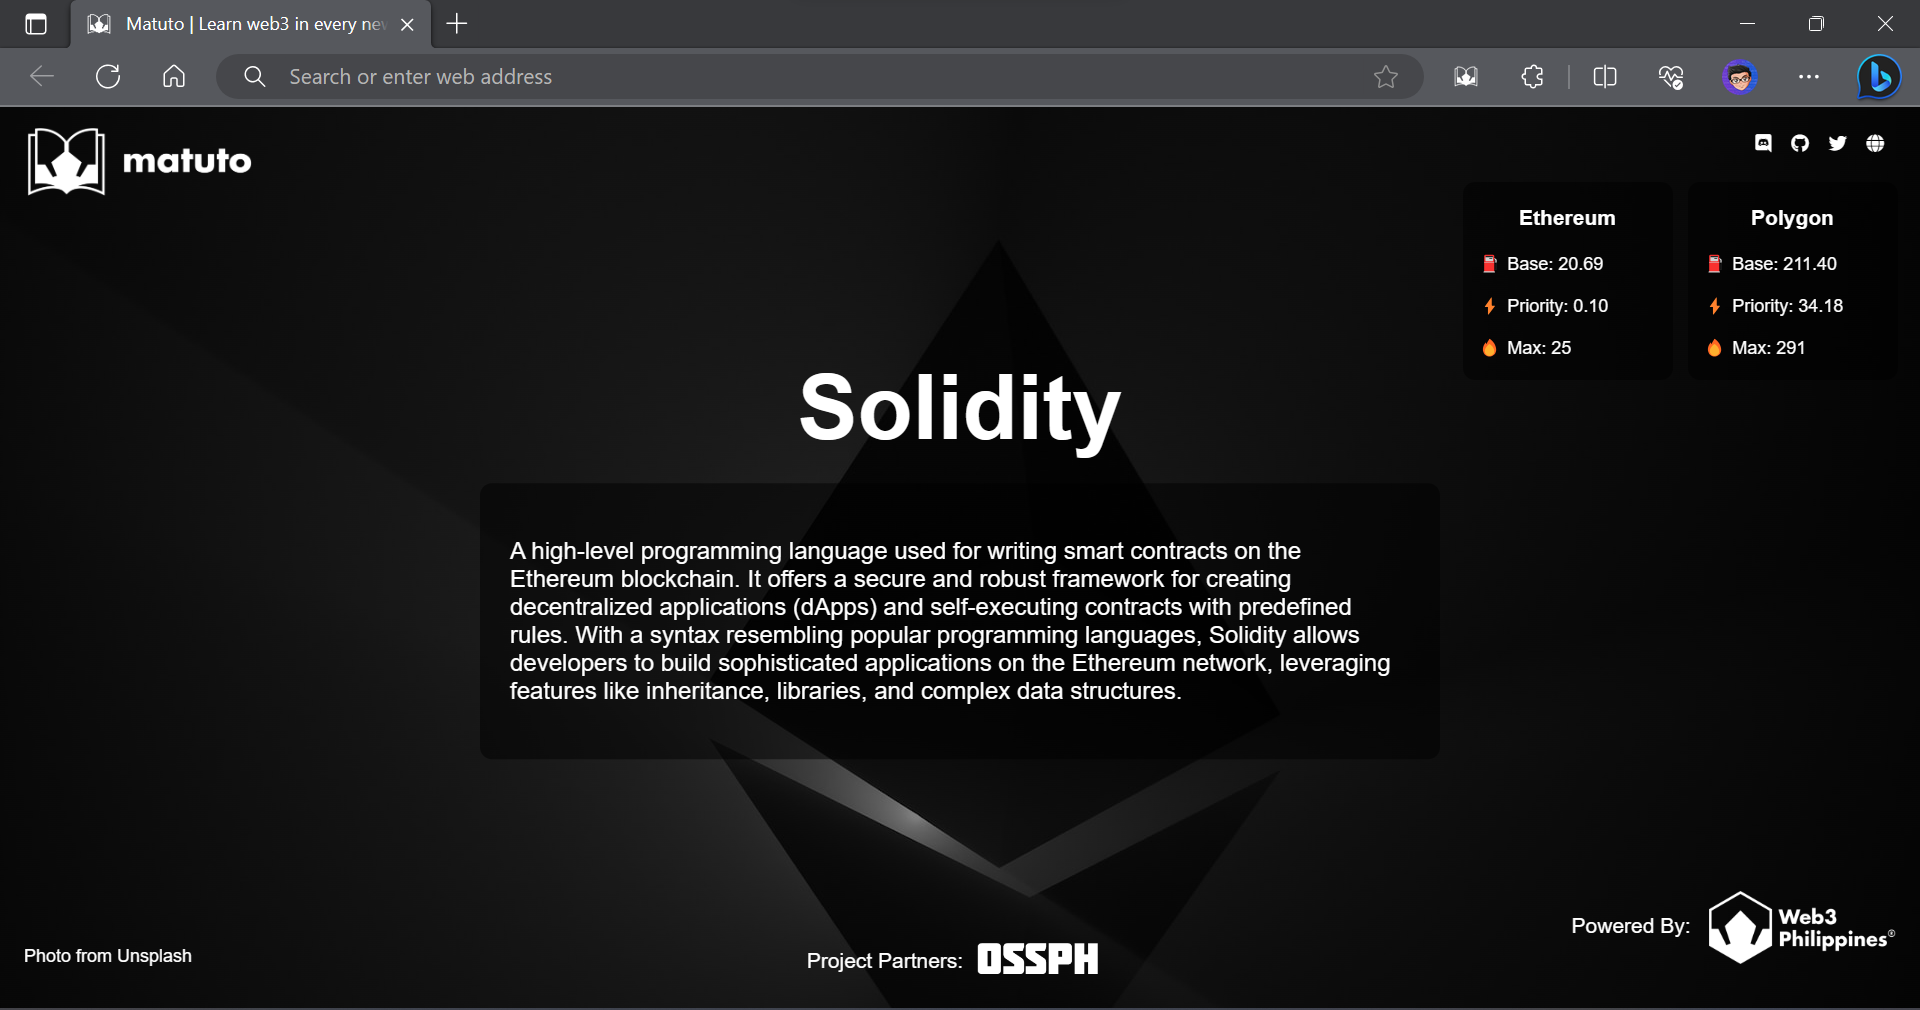 Matuto | Learn web3 in every nev
Search or enter web address
matuto
Ethereum
Base: 20.69
Priority: 0.10
Max: 25
Polygon
Base: 211.40
Priority: 34.18
Max: 291
Solidity
A high-level programming language used for writing smart contracts on the
Ethereum blockchain. It offers a secure and robust framework for creating
decentralized applications (dApps) and self-executing contracts with predefined
rules. With a syntax resembling popular programming languages, Solidity allows
developers to build sophisticated applications on the Ethereum network, leveraging
features like inheritance, libraries, and complex data structures.
Photo from Unsplash
Project Partners: OSSPH
Powered By:
Web3
Philippines®